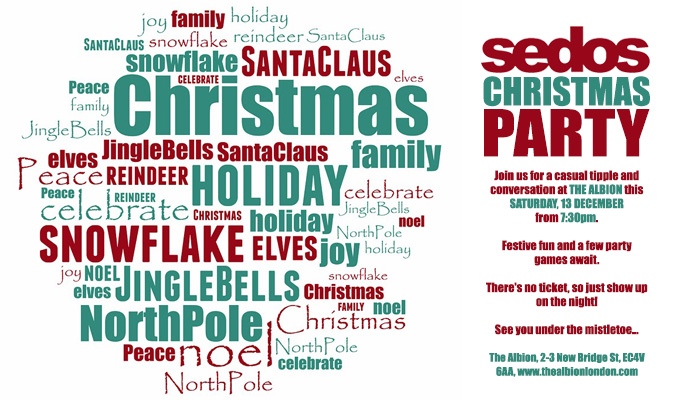 joy family holiday
SANTACLAUS snowflake reindeer SantaClaus
snowflake SANTACLAUS
CELEBRATE elves
Peace Christmas
family
JingleBells
elves JingleBells SantaClaus family
Peace REINDEER HOLIDAY celebrate
Peace REINDEER
celebrate CHRISTMAS holiday JingleBells noel
SNOWFLAKE ELVES joy NorthPole
holiday
joy NOEL JINGLEBELLS snowflake
elves Christmas
NorthPole FAMILY noel
Christmas
Peace noel NorthPole
celebrate
NorthPole
sedos
CHRISTMAS
PARTY
Join us for a casual tipple and
conversation at THE ALBION this
SATURDAY, 13 DECEMBER
from 7:30pm.
Festive fun and a few party
games await.
There's no ticket, so just show up
on the night!
See you under the mistletoe...
The Albion, 2-3 New Bridge St, EC4V
6AA, www.thealbionlondon.com